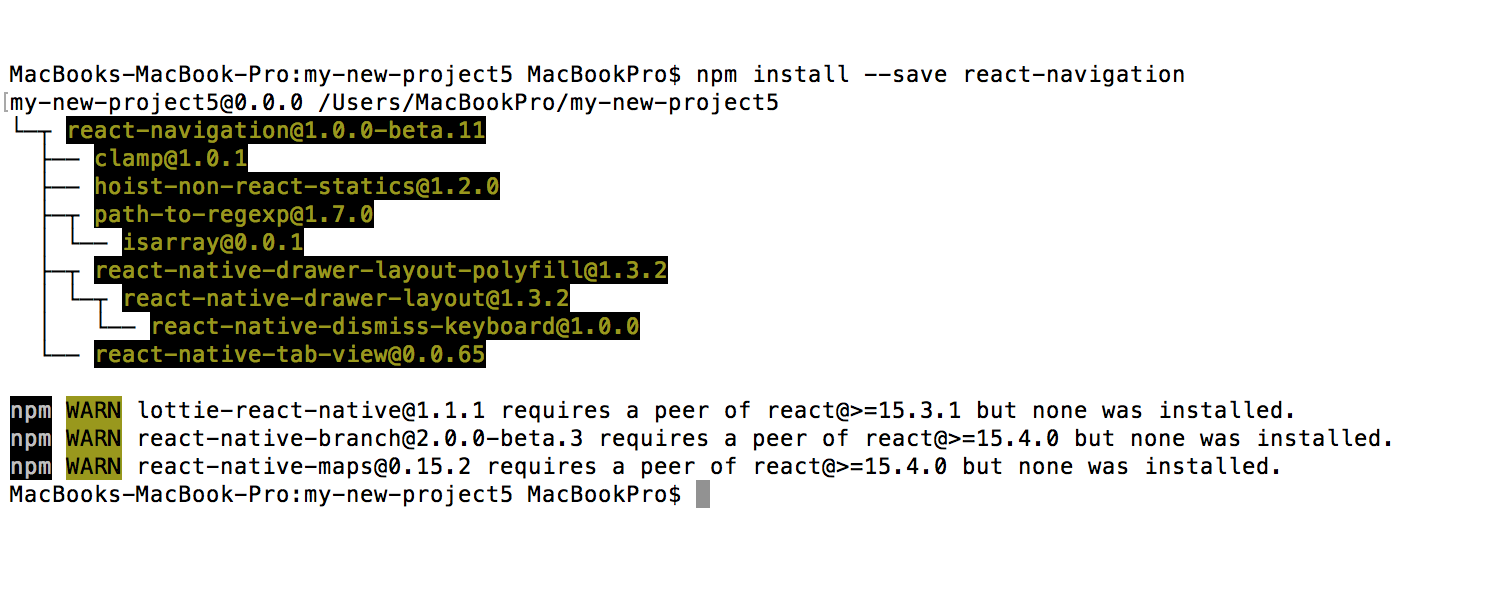 MacBooks-MacBook-Pro:my-new-project5 MacBookPro$ npm install --save react-navigation
[my-new-project5@0.0.0 /Users/MacBookPro/my-new-project5
└─┬ react-navigation@1.0.0-beta.11
  ├── clamp@1.0.1
  ├── hoist-non-react-statics@1.2.0
  ├─┬ path-to-regexp@1.7.0
  │ └── isarray@0.0.1
  ├─┬ react-native-drawer-layout-polyfill@1.3.2
  │ └─┬ react-native-drawer-layout@1.3.2
  │   └── react-native-dismiss-keyboard@1.0.0
  └── react-native-tab-view@0.0.65
npm WARN lottie-react-native@1.1.1 requires a peer of react@>=15.3.1 but none was installed.
npm WARN react-native-branch@2.0.0-beta.3 requires a peer of react@>=15.4.0 but none was installed.
npm WARN react-native-maps@0.15.2 requires a peer of react@>=15.4.0 but none was installed.
MacBooks-MacBook-Pro:my-new-project5 MacBookPro$